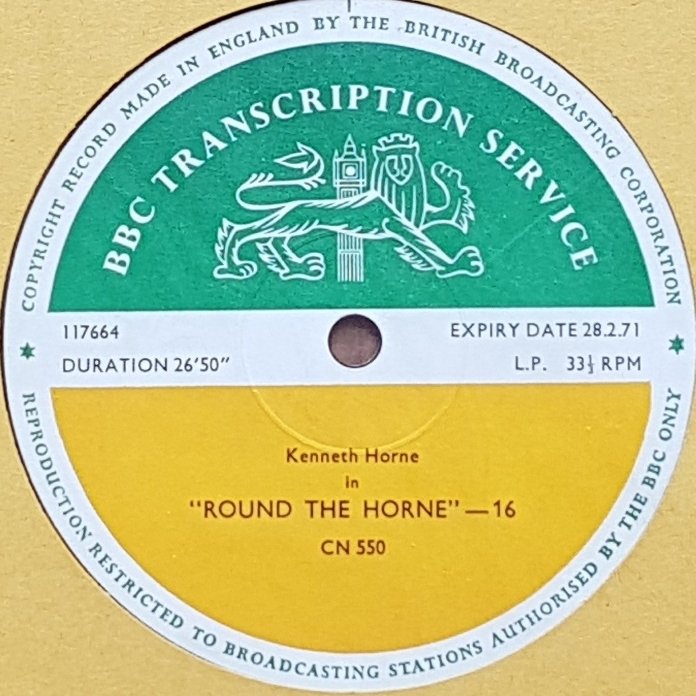 COPYRIGHT RECORD MADE IN ENGLAND BY THE BRITISH BROADCASTING CORPORATION
BBC TRANSCRIPTION SERVICE
117664
EXPIRY DATE 28.2.71
DURATION 26'50"
L.P. 33⅓ RPM
Kenneth Horne
in
"ROUND THE HORNE"—16
CN 550
REPRODUCTION RESTRICTED TO BROADCASTING STATIONS AUTHORISED BY THE BBC ONLY